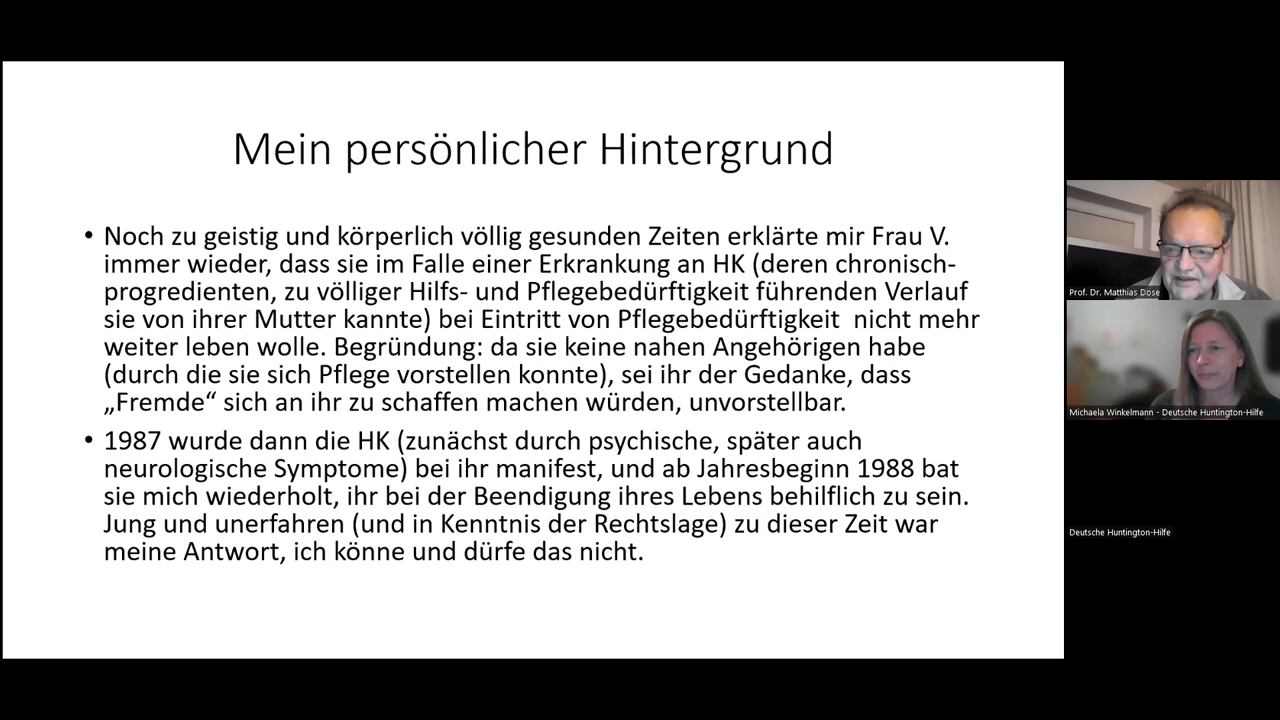 Mein persönlicher Hintergrund
• Noch zu geistig und körperlich völlig gesunden Zeiten erklärte mir Frau V.
immer wieder, dass sie im Falle einer Erkrankung an HK (deren chronisch-
progredienten, zu völliger Hilfs- und Pflegebedürftigkeit führenden Verlauf
sie von ihrer Mutter kannte) bei Eintritt von Pflegebedürftigkeit  nicht mehr
weiter leben wolle. Begründung: da sie keine nahen Angehörigen habe
(durch die sie sich Pflege vorstellen konnte), sei ihr der Gedanke, dass
„Fremde“ sich an ihr zu schaffen machen würden, unvorstellbar.
• 1987 wurde dann die HK (zunächst durch psychische, später auch
neurologische Symptome) bei ihr manifest, und ab Jahresbeginn 1988 bat
sie mich wiederholt, ihr bei der Beendigung ihres Lebens behilflich zu sein.
Jung und unerfahren (und in Kenntnis der Rechtslage) zu dieser Zeit war
meine Antwort, ich könne und dürfe das nicht.
Prof. Dr. Matthias Dose
Michaela Winkelmann - Deutsche Huntington-Hilfe
Deutsche Huntington-Hilfe